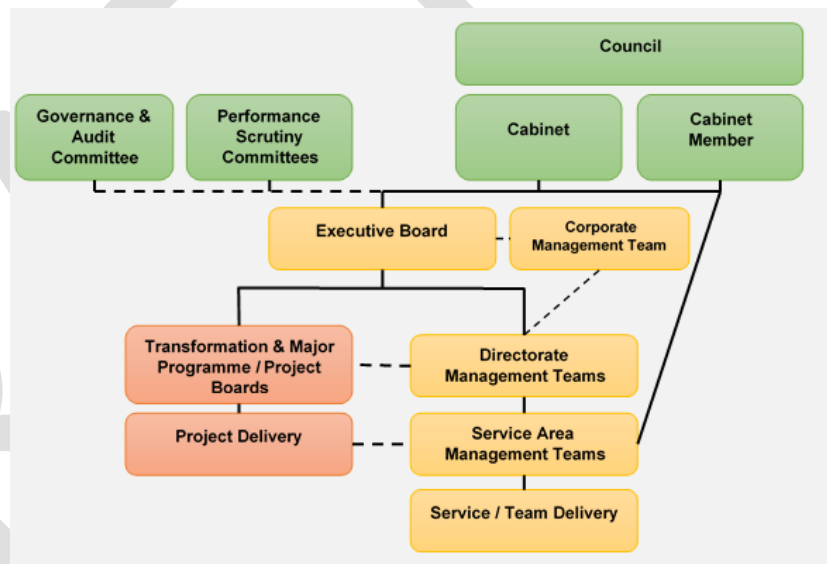 Council
Governance &
Audit
Committee
Performance
Scrutiny
Committees
Cabinet
Cabinet
Member
Executive Board
Corporate
Management Team
Transformation & Major
Programme / Project
Boards
Directorate
Management Teams
Project Delivery
Service Area
Management Teams
Service / Team Delivery